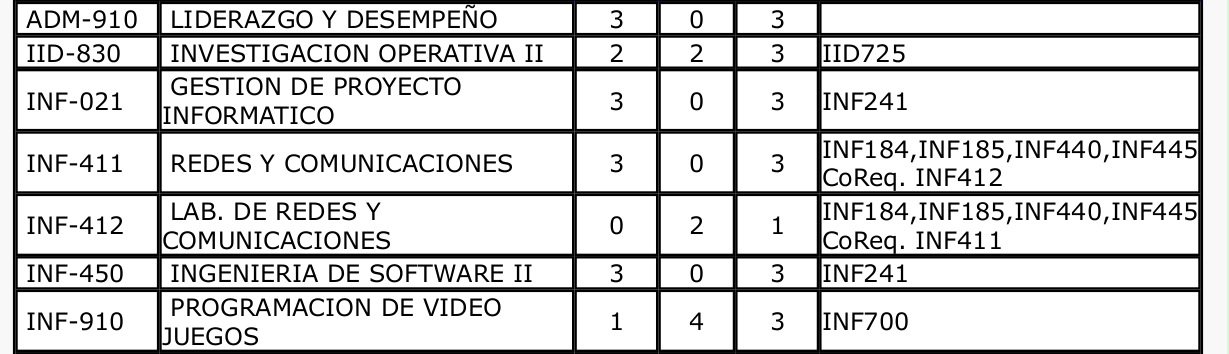 ADM-910 LIDERAZGO Y DESEMPEÑO 3 0 3
IID-830 INVESTIGACION OPERATIVA II 2 2 3 IID725
INF-021 GESTION DE PROYECTO
INFORMATICO 3 0 3 INF241
INF-411 REDES Y COMUNICACIONES 3 0 3 INF184,INF185,INF440,INF445
CoReq. INF412
INF-412 LAB. DE REDES Y
COMUNICACIONES 0 2 1 INF184,INF185,INF440,INF445
CoReq. INF411
INF-450 INGENIERIA DE SOFTWARE II 3 0 3 INF241
INF-910 PROGRAMACION DE VIDEO
JUEGOS 1 4 3 INF700